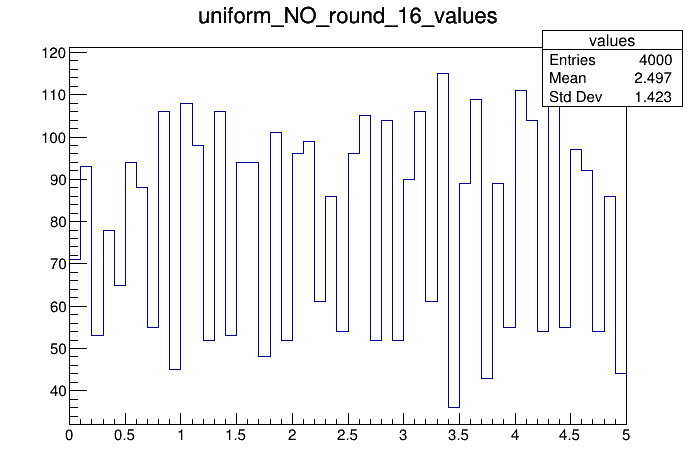 uniform_NO_round_16_values
values
Entries 4000
Mean 2.497
Std Dev 1.423
120
110
100
90
80
70
60
50
40
0 0.5 1 1.5 2 2.5 3 3.5 4 4.5 5